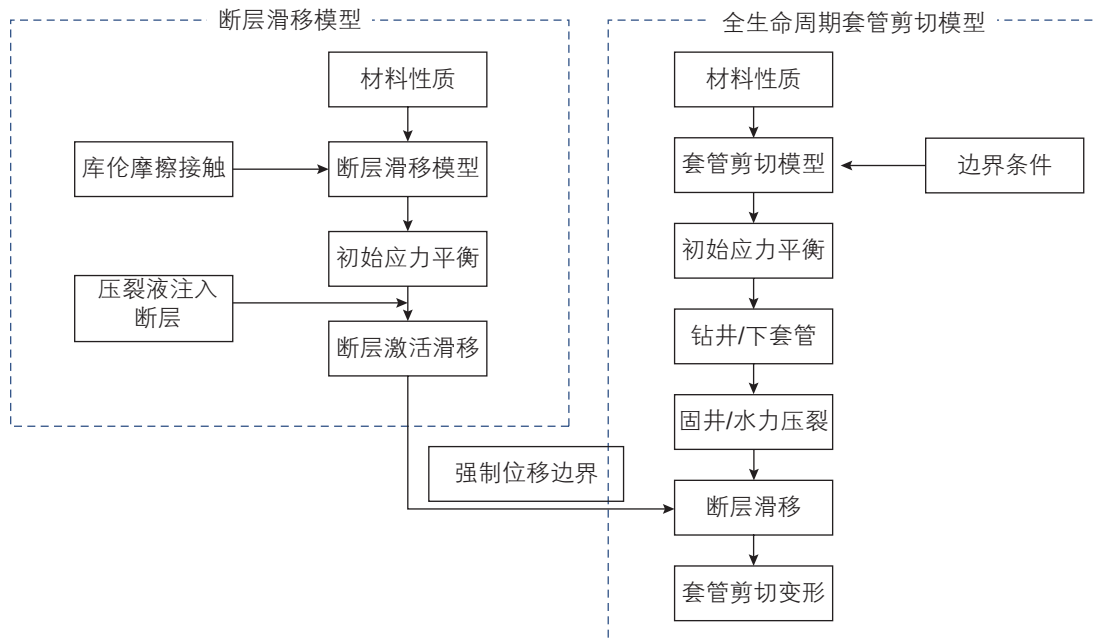 断层滑移模型
材料性质
库伦摩擦接触
断层滑移模型
初始应力平衡
压裂液注入
断层
断层激活滑移
强制位移边界
全生命周期套管剪切模型
材料性质
套管剪切模型
边界条件
初始应力平衡
钻井/下套管
固井/水力压裂
断层滑移
套管剪切变形